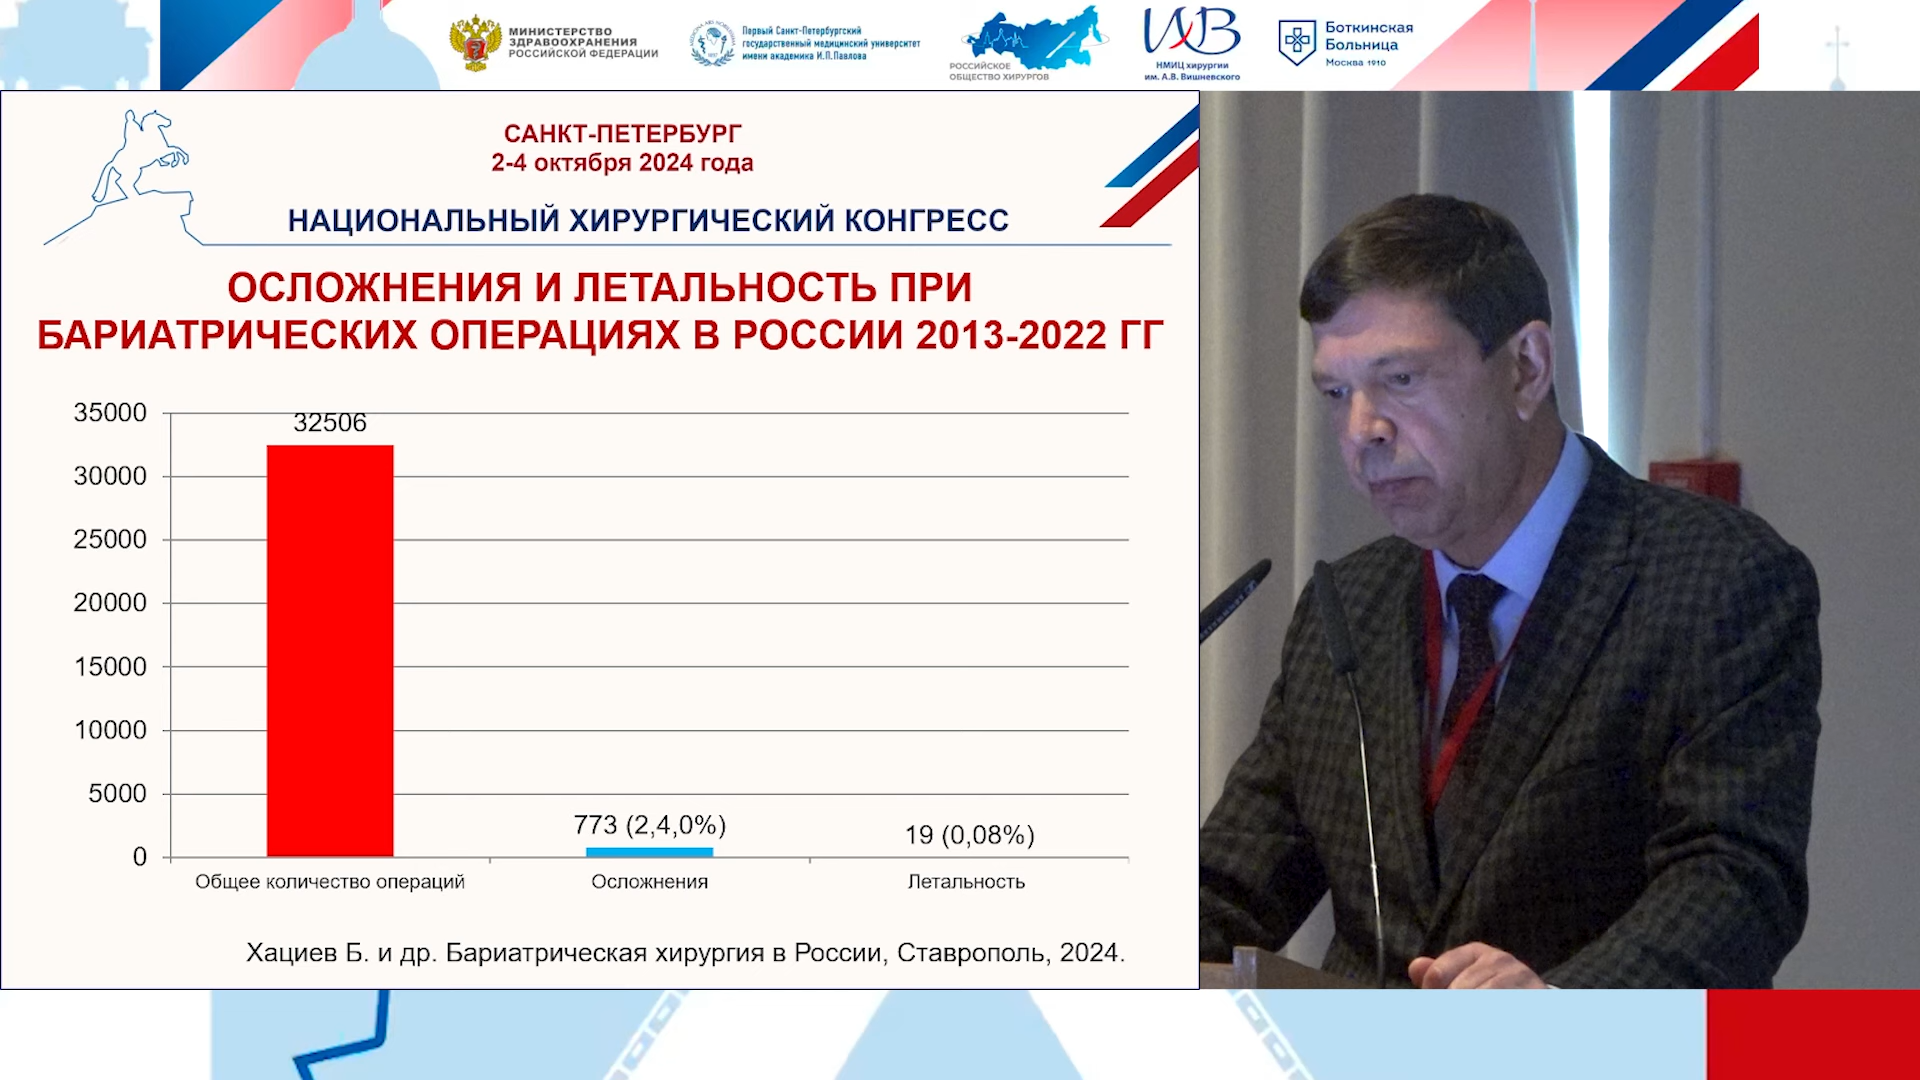 МИНИСТЕРСТВО
ЗДРАВООХРАНЕНИЯ
РОССИЙСКОЙ ФЕДЕРАЦИИ
Первый Санкт-Петербургский
государственный медицинский университет
имени академика И.П.Павлова
РОССИЙСКОЕ
ОБЩЕСТВО ХИРУРГОВ
НМИЦ хирургии
им. А.В. Вишневского
Боткинская
Больница
Москва 1910
САНКТ-ПЕТЕРБУРГ
2-4 октября 2024 года
НАЦИОНАЛЬНЫЙ ХИРУРГИЧЕСКИЙ КОНГРЕСС
ОСЛОЖНЕНИЯ И ЛЕТАЛЬНОСТЬ ПРИ
БАРИАТРИЧЕСКИХ ОПЕРАЦИЯХ В РОССИИ 2013-2022 ГГ
35000
30000
25000
20000
15000
10000
5000
0
32506
773 (2,4,0%)
19 (0,08%)
Общее количество операций
Осложнения
Летальность
Хациев Б. и др. Бариатрическая хирургия в России, Ставрополь, 2024.